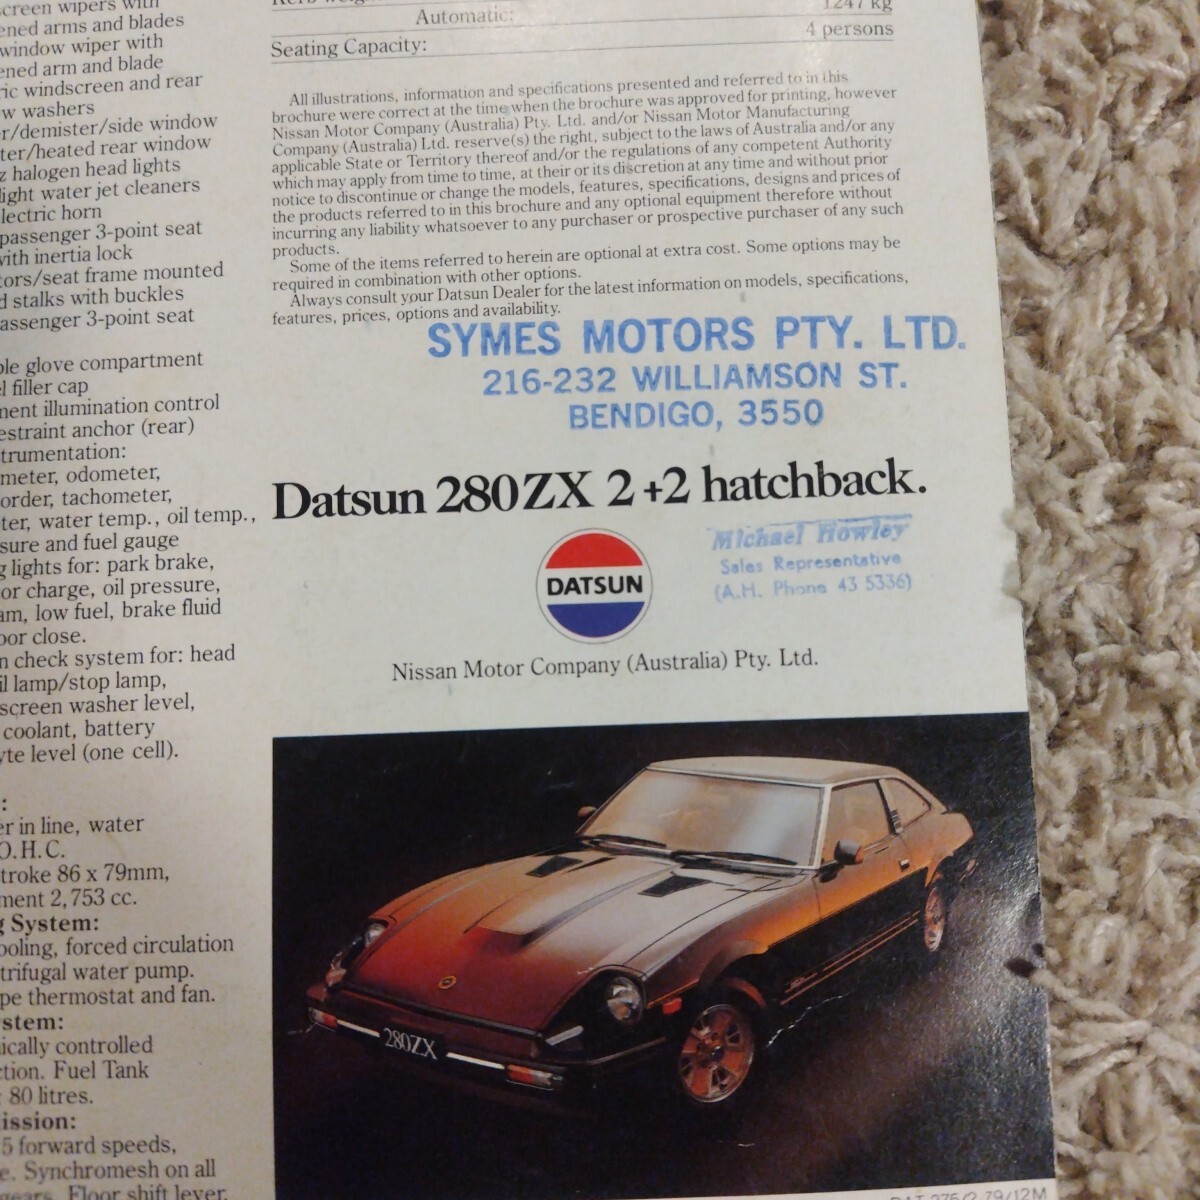 screen wipers with
ened arms and blades
window wiper with
ened arm and blade
ric windscreen and rear
w washers
r/demister/side window
ter/heated rear window
z halogen head lights
light water jet cleaners
lectric horn
passenger 3-point seat
with inertia lock
tors/seat frame mounted
d stalks with buckles
passenger 3-point seat
ble glove compartment
l filler cap
ment illumination control
restraint anchor (rear)
trumentation:
meter, odometer,
order, tachometer,
ter, water temp., oil temp.,
sure and fuel gauge
g lights for: park brake,
or charge, oil pressure,
am, low fuel, brake fluid
oor close.
n check system for: head
il lamp/stop lamp,
screen washer level,
coolant, battery
yte level (one cell).
:
er in line, water
O.H.C.
troke 86 x 79mm,
ment 2,753 cc.
g System:
ooling, forced circulation
trifugal water pump.
pe thermostat and fan.
stem:
nically controlled
ction. Fuel Tank
: 80 litres.
ission:
5 forward speeds,
e. Synchromesh on all
gears. Floor shift lever.
Automatic: 1247 kg
Seating Capacity: 4 persons
All illustrations, information and specifications presented and referred to in this
brochure were correct at the time when the brochure was approved for printing, however
Nissan Motor Company (Australia) Pty. Ltd. and/or Nissan Motor Manufacturing
Company (Australia) Ltd. reserve(s) the right, subject to the laws of Australia and/or any
applicable State or Territory thereof and/or the regulations of any competent Authority
which may apply from time to time, at their or its discretion at any time and without prior
notice to discontinue or change the models, features, specifications, designs and prices of
the products referred to in this brochure and any optional equipment therefore without
incurring any liability whatsoever to any purchaser or prospective purchaser of any such
products.
Some of the items referred to herein are optional at extra cost. Some options may be
required in combination with other options.
Always consult your Datsun Dealer for the latest information on models, specifications,
features, prices, options and availability.
SYMES MOTORS PTY. LTD.
216-232 WILLIAMSON ST.
BENDIGO, 3550
Datsun 280ZX 2+2 hatchback.
DATSUN
Michael Howley
Sales Representative
(A.H. Phone 43 5336)
Nissan Motor Company (Australia) Pty. Ltd.
280ZX